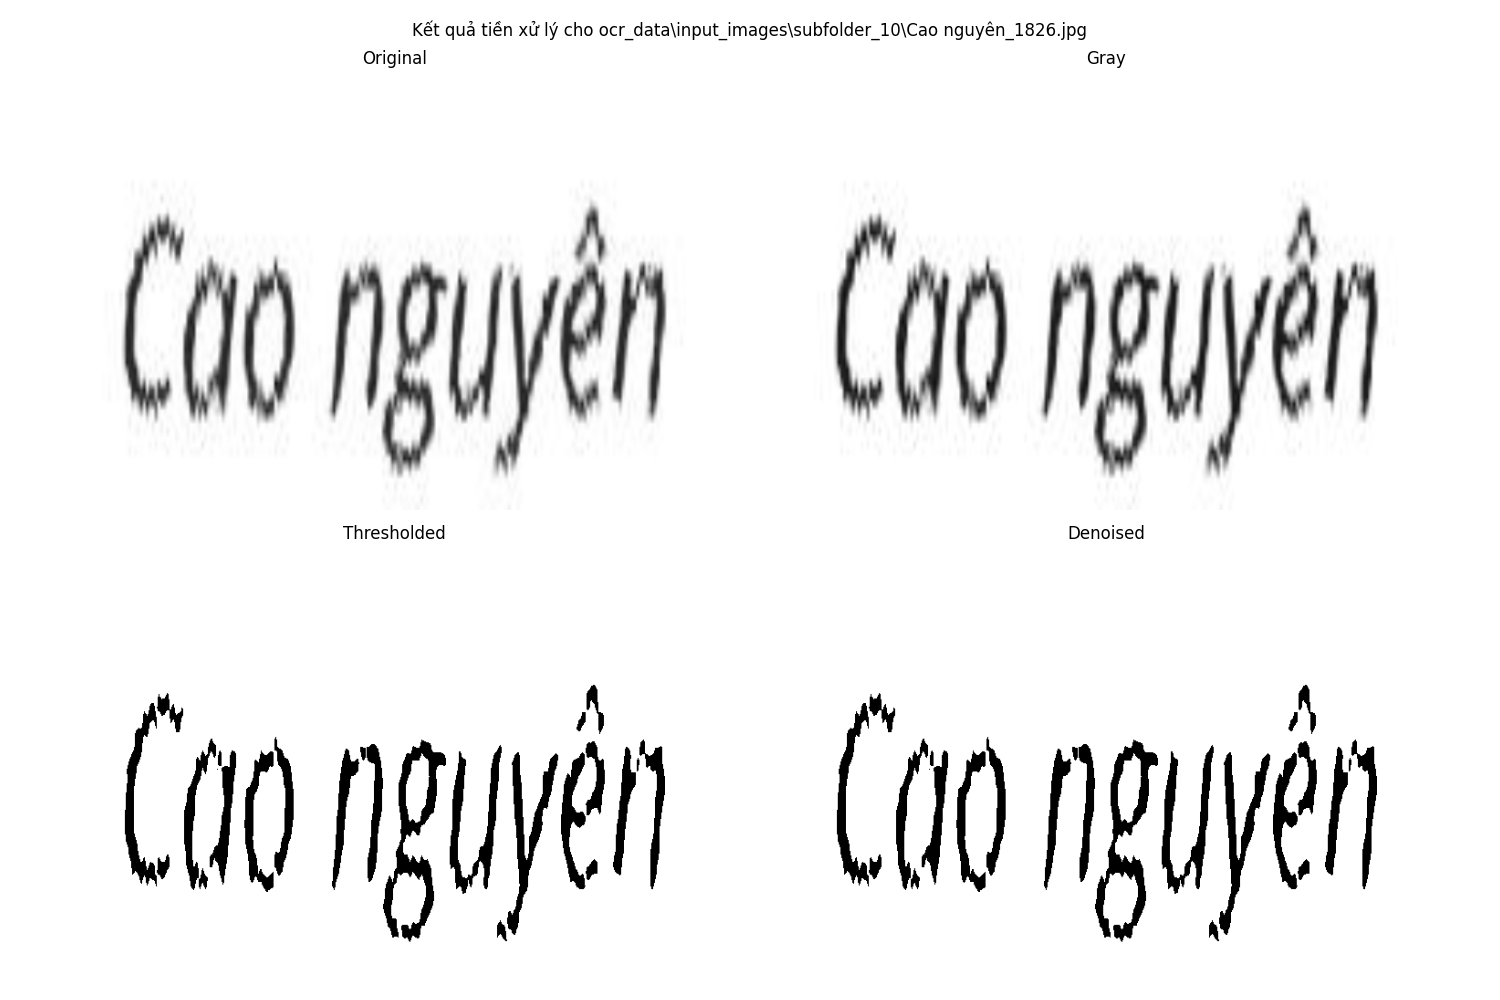 Kết quả tiền xử lý cho ocr_data\input_images\subfolder_10\Cao nguyên_1826.jpg
Original
Gray
Cao nguyên
Cao nguyên
Thresholded
Denoised
Cao nguyên
Cao nguyên